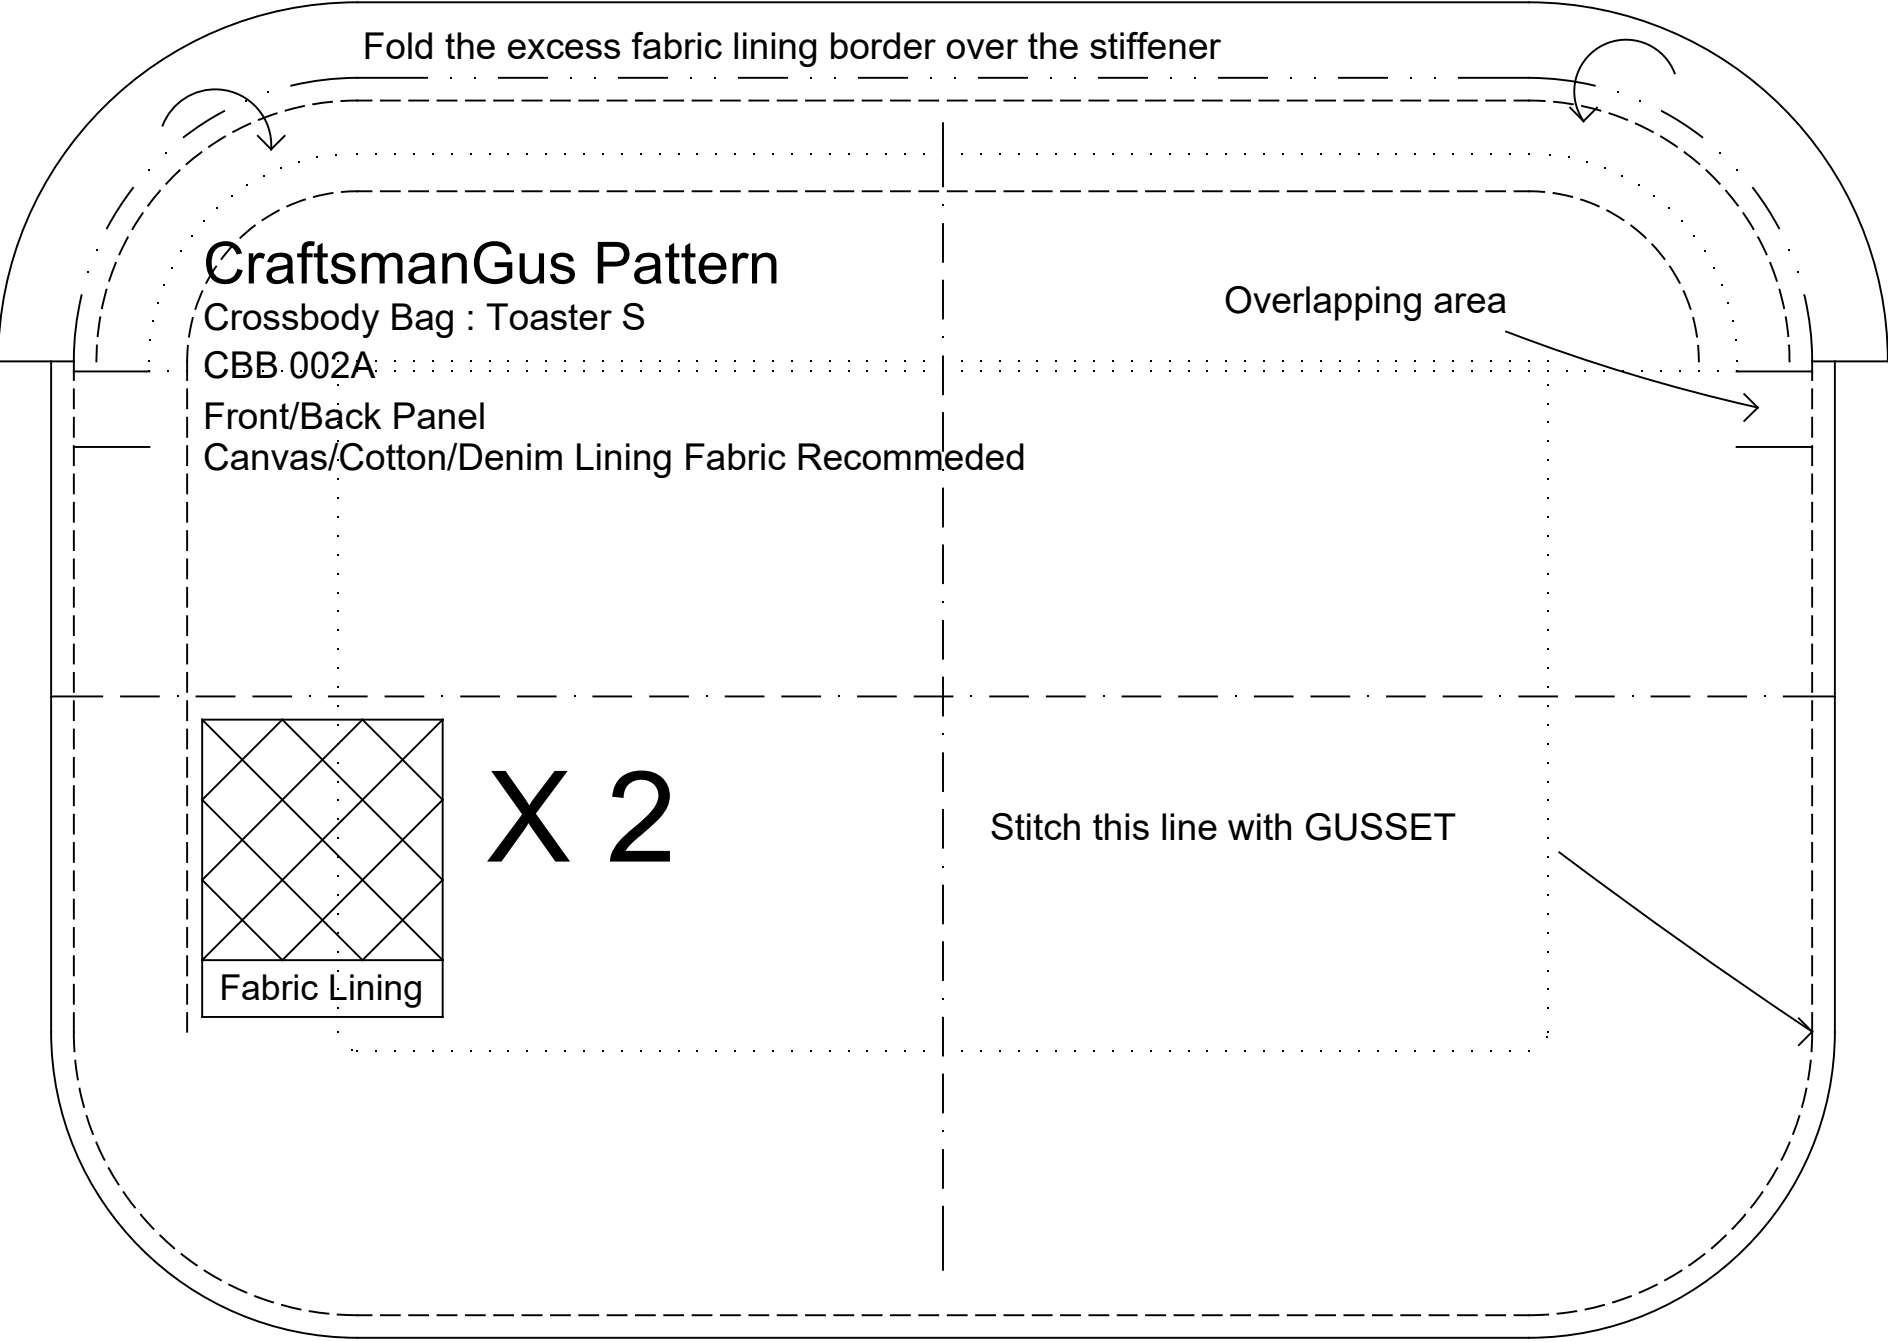 Fold the excess fabric lining border over the stiffener
CraftsmanGus Pattern
Crossbody Bag : Toaster S
CBB 002A
Front/Back Panel
Canvas/Cotton/Denim Lining Fabric Recommeded
Overlapping area
X 2
Stitch this line with GUSSET
Fabric Lining